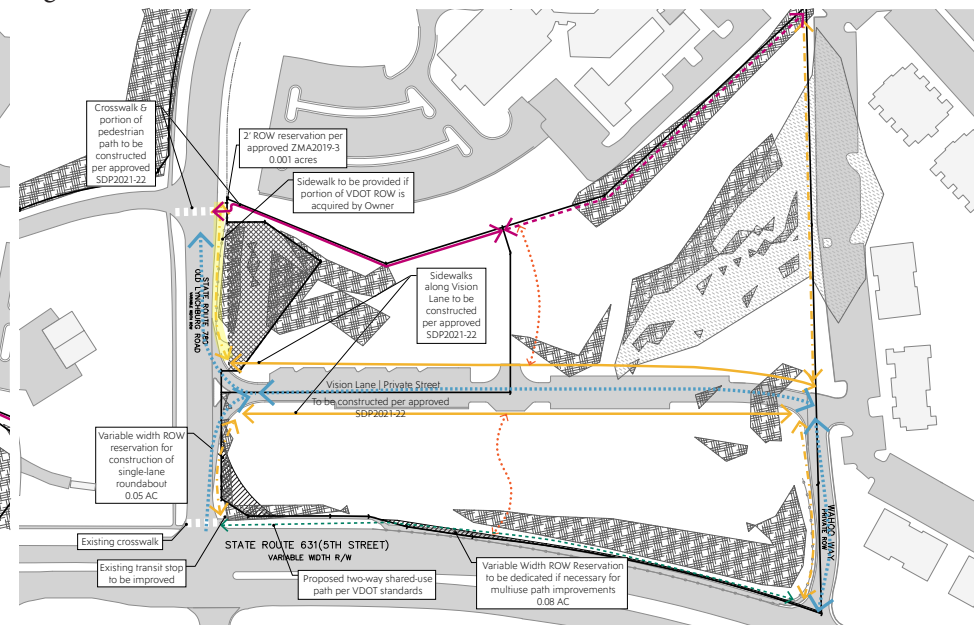 Crosswalk &
portion of
pedestrian
path to be
constructed
per approved
SDP2021-22
2' ROW reservation per
approved ZMA2019-3
0.001 acres
Sidewalk to be provided if
portion of VDOT ROW is
acquired by Owner
STATE ROUTE 780
OLD LYNCHBURG ROAD
VARIABLE WIDTH R/W
Sidewalks
along Vision
Lane to be
constructed
per approved
SDP2021-22
Vision Lane | Private Street
To be constructed per approved
SDP2021-22
Variable width ROW
reservation for
construction of
single-lane
roundabout
0.05 AC
WAHOO WAY
PRIVATE ROW
Existing crosswalk
STATE ROUTE 631(5TH STREET)
VARIABLE WIDTH R/W
Existing transit stop
to be improved
Proposed two-way shared-use
path per VDOT standards
Variable Width ROW Reservation
to be dedicated if necessary for
multiuse path improvements
0.08 AC